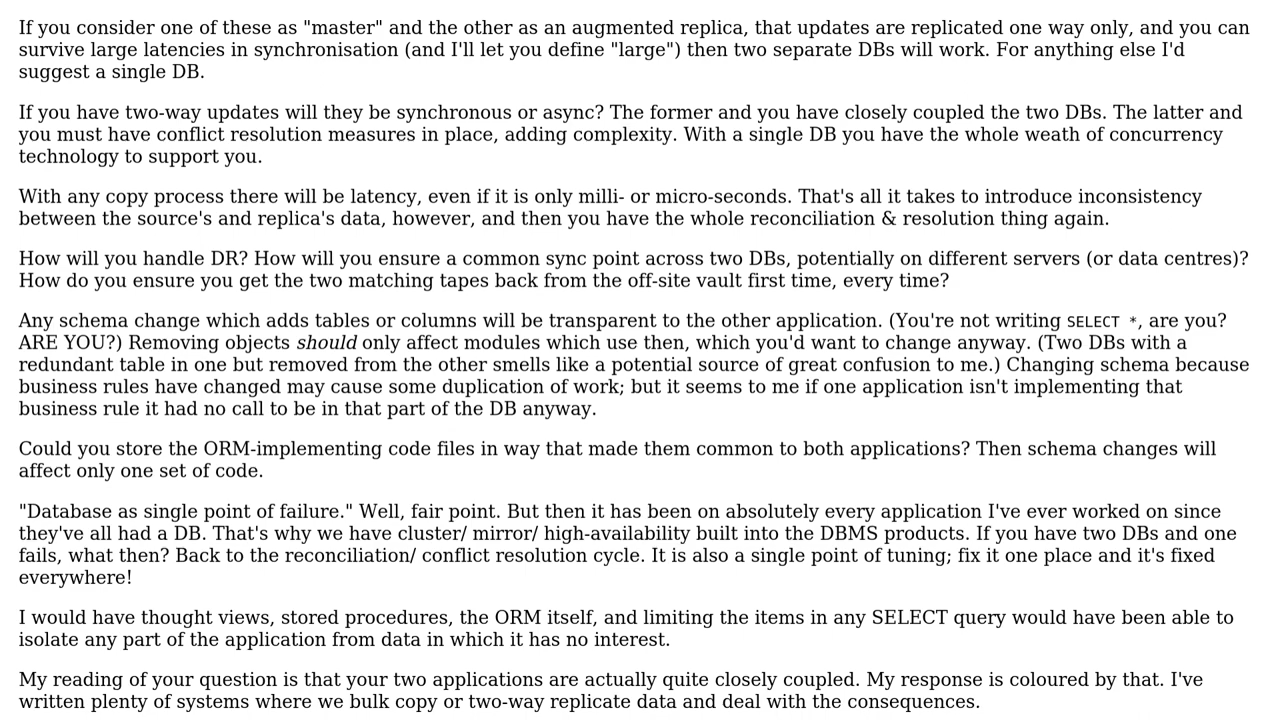 If you consider one of these as "master" and the other as an augmented replica, that updates are replicated one way only, and you can
survive large latencies in synchronisation (and I'll let you define "large") then two separate DBs will work. For anything else I'd
suggest a single DB.
If you have two-way updates will they be synchronous or async? The former and you have closely coupled the two DBs. The latter and
you must have conflict resolution measures in place, adding complexity. With a single DB you have the whole weath of concurrency
technology to support you.
With any copy process there will be latency, even if it is only milli- or micro-seconds. That's all it takes to introduce inconsistency
between the source's and replica's data, however, and then you have the whole reconciliation & resolution thing again.
How will you handle DR? How will you ensure a common sync point across two DBs, potentially on different servers (or data centres)?
How do you ensure you get the two matching tapes back from the off-site vault first time, every time?
Any schema change which adds tables or columns will be transparent to the other application. (You're not writing SELECT *, are you?
ARE YOU?) Removing objects should only affect modules which use then, which you'd want to change anyway. (Two DBs with a
redundant table in one but removed from the other smells like a potential source of great confusion to me.) Changing schema because
business rules have changed may cause some duplication of work; but it seems to me if one application isn't implementing that
business rule it had no call to be in that part of the DB anyway.
Could you store the ORM-implementing code files in way that made them common to both applications? Then schema changes will
affect only one set of code.
"Database as single point of failure." Well, fair point. But then it has been on absolutely every application I've ever worked on since
they've all had a DB. That's why we have cluster/ mirror/ high-availability built into the DBMS products. If you have two DBs and one
fails, what then? Back to the reconciliation/ conflict resolution cycle. It is also a single point of tuning; fix it one place and it's fixed
everywhere!
I would have thought views, stored procedures, the ORM itself, and limiting the items in any SELECT query would have been able to
isolate any part of the application from data in which it has no interest.
My reading of your question is that your two applications are actually quite closely coupled. My response is coloured by that. I've
written plenty of systems where we bulk copy or two-way replicate data and deal with the consequences.